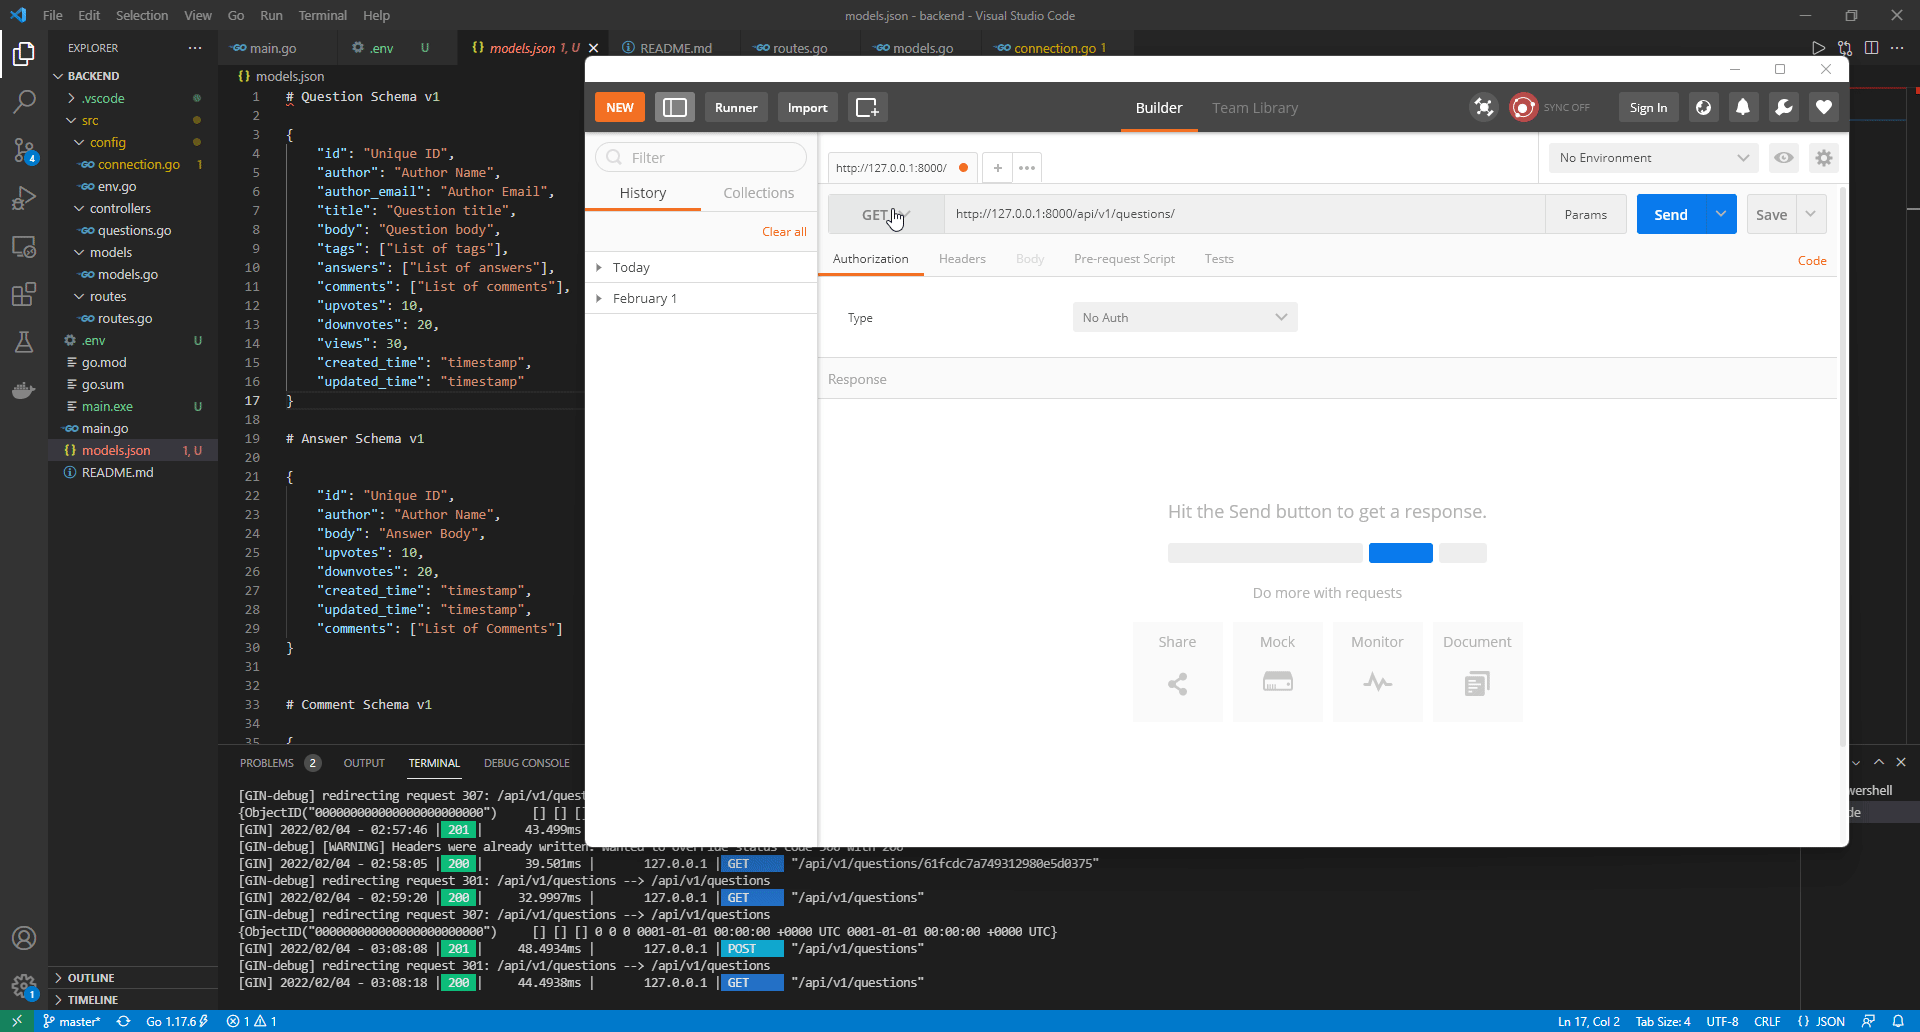 File Edit Selection View Go Run Terminal Help
models.json - backend - Visual Studio Code
EXPLORER
main.go
.env U
models.json 1, U
README.md
routes.go
models.go
connection.go 1
BACKEND
.vscode
src
config
connection.go 1
env.go
controllers
questions.go
models
models.go
routes
routes.go
.env U
go.mod
go.sum
main.exe U
main.go
models.json 1, U
README.md
OUTLINE
TIMELINE
4
1
models.json
1 # Question Schema v1
2
3 {
4 "id": "Unique ID",
5 "author": "Author Name",
6 "author_email": "Author Email",
7 "title": "Question title",
8 "body": "Question body",
9 "tags": ["List of tags"],
10 "answers": ["List of answers"],
11 "comments": ["List of comments"],
12 "upvotes": 10,
13 "downvotes": 20,
14 "views": 30,
15 "created_time": "timestamp",
16 "updated_time": "timestamp"
17 }
18
19 # Answer Schema v1
20
21 {
22 "id": "Unique ID",
23 "author": "Author Name",
24 "body": "Answer Body",
25 "upvotes": 10,
26 "downvotes": 20,
27 "created_time": "timestamp",
28 "updated_time": "timestamp",
29 "comments": ["List of Comments"]
30 }
31
32
33 # Comment Schema v1
34
35 {
NEW
Runner
Import
Builder
Team Library
SYNC OFF
Sign In
Filter
History
Collections
Clear all
Today
February 1
http://127.0.0.1:8000/
+
No Environment
GET
http://127.0.0.1:8000/api/v1/questions/
Params
Send
Save
Authorization
Headers
Body
Pre-request Script
Tests
Code
Type
No Auth
Response
Hit the Send button to get a response.
Do more with requests
Share
Mock
Monitor
Document
PROBLEMS 2
OUTPUT
TERMINAL
DEBUG CONSOLE
[GIN-debug] redirecting request 307: /api/v1/quest
{ObjectID("000000000000000000000000") [] [] [
[GIN] 2022/02/04 - 02:57:46 | 201 | 43.499ms
[GIN-debug] [WARNING] Headers were already written. Wanted to override status code 500 with 200
[GIN] 2022/02/04 - 02:58:05 | 200 | 39.501ms | 127.0.0.1 | GET "/api/v1/questions/61fcdc7a749312980e5d0375"
[GIN-debug] redirecting request 301: /api/v1/questions --> /api/v1/questions
[GIN] 2022/02/04 - 02:59:20 | 200 | 32.9997ms | 127.0.0.1 | GET "/api/v1/questions"
[GIN-debug] redirecting request 307: /api/v1/questions --> /api/v1/questions
{ObjectID("000000000000000000000000") [] [] [] 0 0 0 0001-01-01 00:00:00 +0000 UTC 0001-01-01 00:00:00 +0000 UTC}
[GIN] 2022/02/04 - 03:08:08 | 201 | 48.4934ms | 127.0.0.1 | POST "/api/v1/questions"
[GIN-debug] redirecting request 301: /api/v1/questions --> /api/v1/questions
[GIN] 2022/02/04 - 03:08:18 | 200 | 44.4938ms | 127.0.0.1 | GET "/api/v1/questions"
wershell
de
master*
Go 1.17.6
1 1
Ln 17, Col 2
Tab Size: 4
UTF-8
CRLF
{} JSON